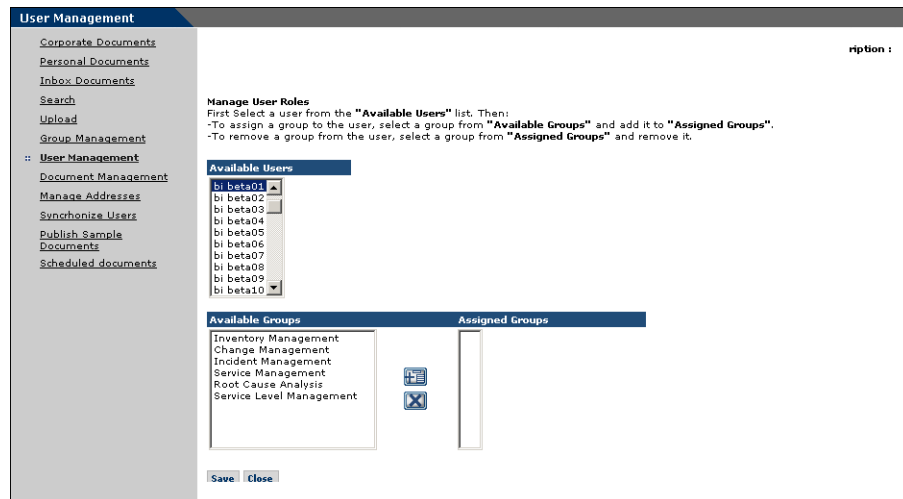 User Management
Corporate Documents
Personal Documents
Inbox Documents
Search
Upload
Group Management
:: User Management
Document Management
Manage Addresses
Syncrhonize Users
Publish Sample
Documents
Scheduled documents
ription :
Manage User Roles
First Select a user from the "Available Users" list. Then:
-To assign a group to the user, select a group from "Available Groups" and add it to "Assigned Groups".
-To remove a group from the user, select a group from "Assigned Groups" and remove it.
Available Users
bi beta01
bi beta02
bi beta03
bi beta04
bi beta05
bi beta06
bi beta07
bi beta08
bi beta09
bi beta10
Available Groups
Assigned Groups
Inventory Management
Change Management
Incident Management
Service Management
Root Cause Analysis
Service Level Management
Save Close